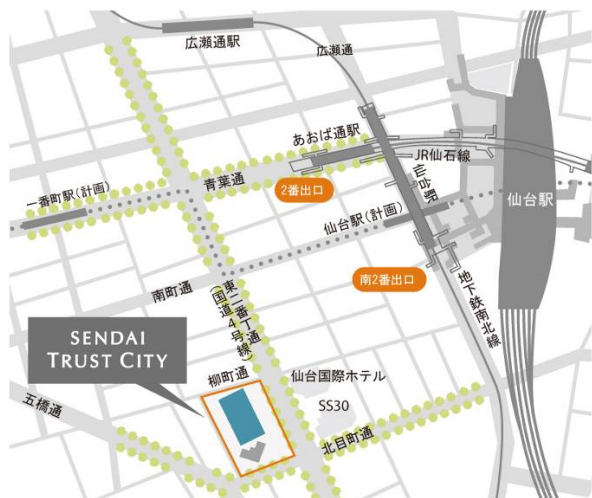 広瀬通駅
広瀬通
あおば通駅
JR仙石線
青葉通
一番町駅(計画)
2番出口
仙台駅
仙台駅
仙台駅(計画)
南2番出口
地下鉄南北線
南町通
東二番丁通
(国道4号線)
SENDAI
TRUST CITY
柳町通
仙台国際ホテル
SS30
五橋通
北目町通